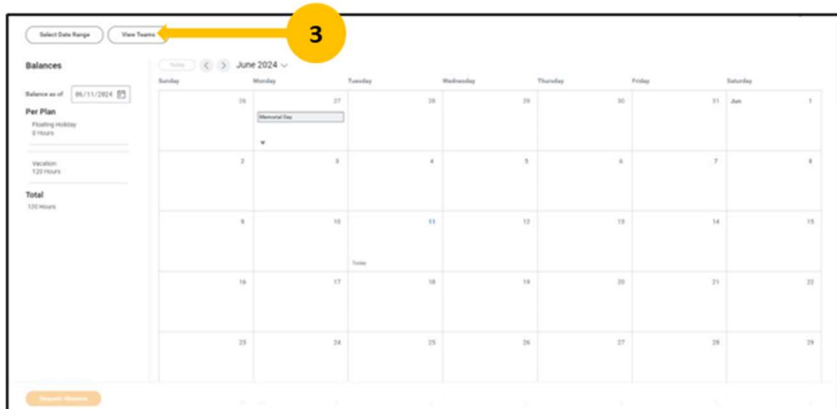 3
Select Date Range View Teams
Balances
Today June 2024
Sunday Monday Tuesday Wednesday Thursday Friday Saturday
Balance as of 06/11/2024
26 27 28 29 30 31 Jun 1
Per Plan
Floating Holiday
0 Hours
Memorial Day
Vacation
120 Hours
2 3 4 5 6 7 8
Total
120 Hours
9 10 11 12 13 14 15
Today
16 17 18 19 20 21 22
23 24 25 26 27 28 29
Request Absence